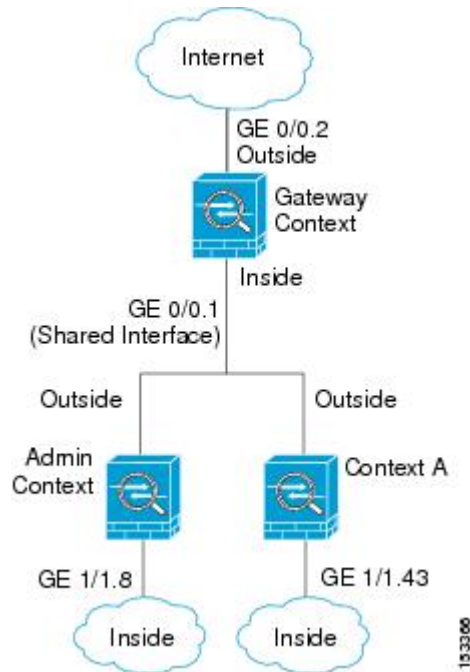 Internet
GE 0/0.2
Outside
Gateway
Context
Inside
GE 0/0.1
(Shared Interface)
Outside
Outside
Admin
Context
Context A
GE 1/1.8
GE 1/1.43
Inside
Inside
153366